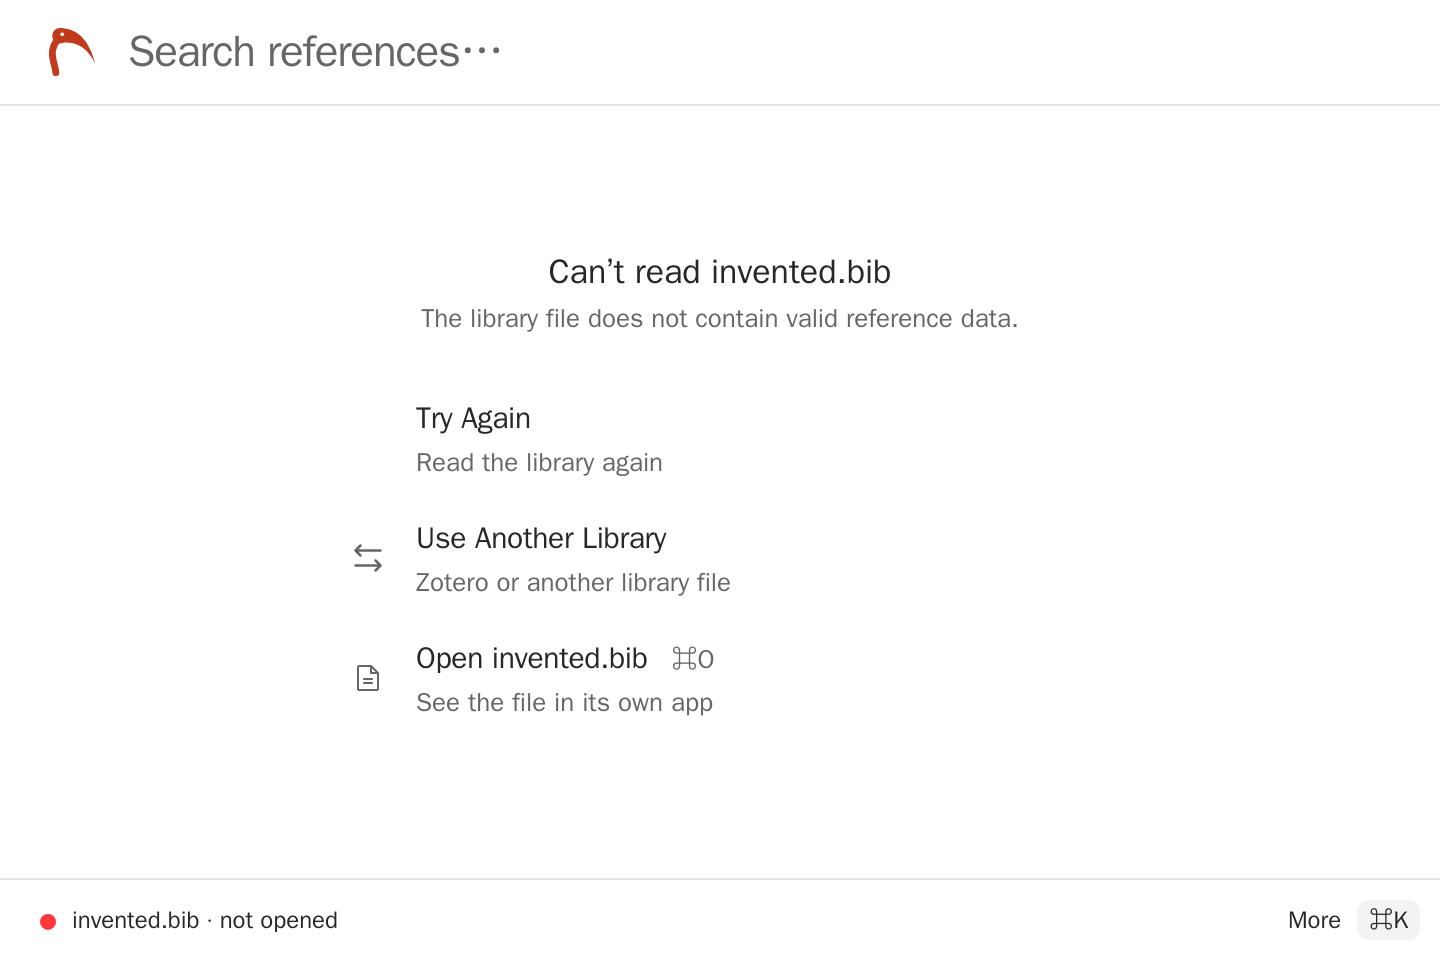 Search references…
Can’t read invented.bib
The library file does not contain valid reference data.
Try Again
Read the library again
Use Another Library
Zotero or another library file
Open invented.bib ⌘O
See the file in its own app
invented.bib · not opened
More ⌘K